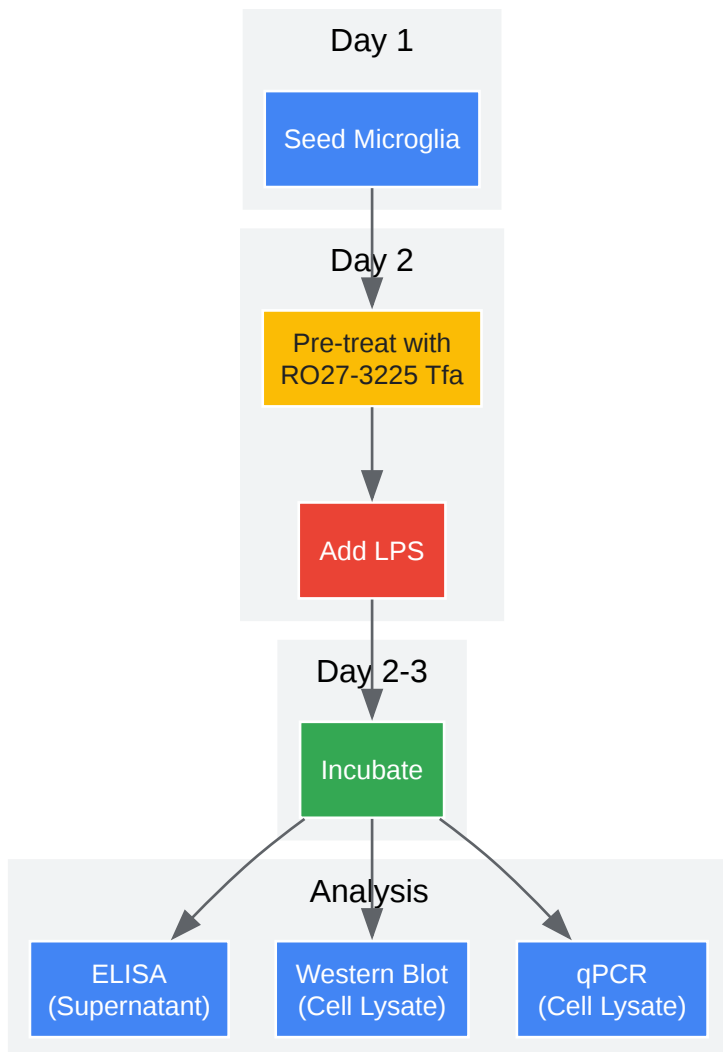 Day 1
Seed Microglia
Day 2
Pre-treat with
RO27-3225 Tfa
Add LPS
Day 2-3
Incubate
Analysis
ELISA
(Supernatant)
Western Blot
(Cell Lysate)
qPCR
(Cell Lysate)